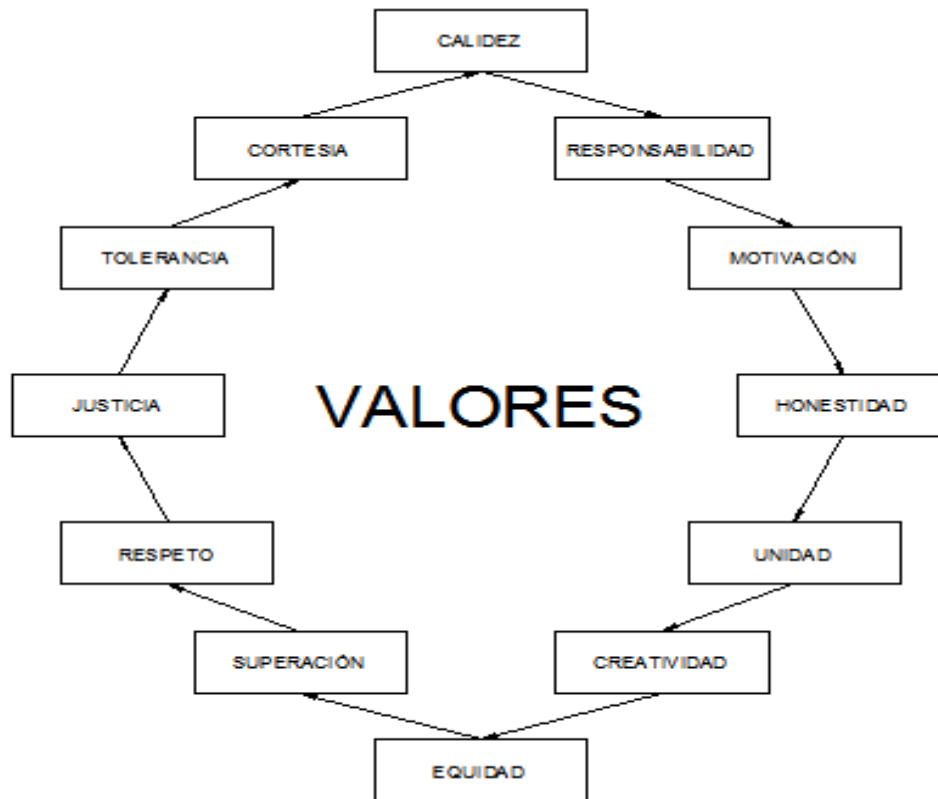 CALIDEZ
CORTESIA
RESPONSABILIDAD
TOLERANCIA
MOTIVACIÓN
JUSTICIA
VALORES
HONESTIDAD
RESPETO
UNIDAD
SUPERACIÓN
CREATIVIDAD
EQUIDAD